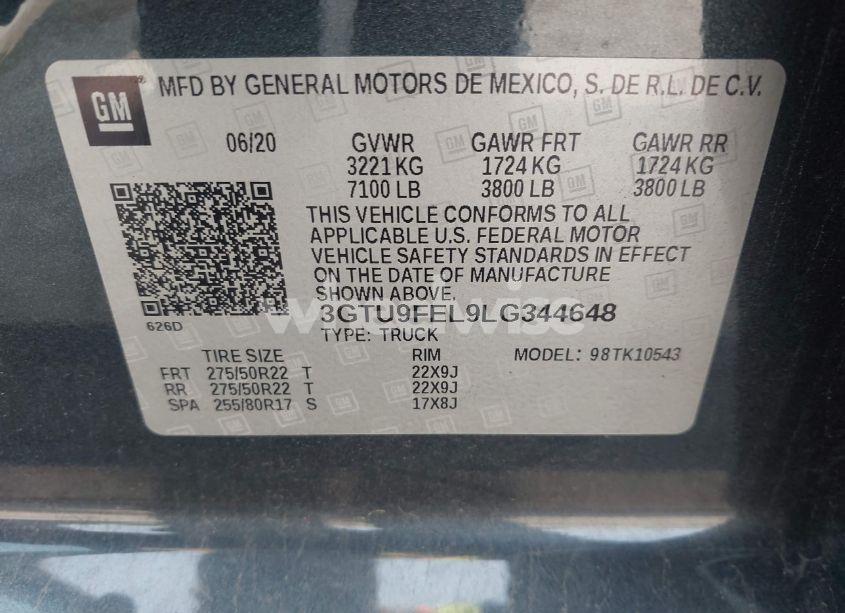 GM
MFD BY GENERAL MOTORS DE MEXICO, S. DE R.L. DE C.V.
06/20 GVWR GAWR FRT GAWR RR
3221 KG 1724 KG 1724 KG
7100 LB 3800 LB 3800 LB
THIS VEHICLE CONFORMS TO ALL
APPLICABLE U.S. FEDERAL MOTOR
VEHICLE SAFETY STANDARDS IN EFFECT
ON THE DATE OF MANUFACTURE
SHOWN ABOVE.
3GTU9FEL9LG344648
626D
TYPE: TRUCK
TIRE SIZE RIM MODEL: 98TK10543
FRT 275/50R22 T 22X9J
RR 275/50R22 T 22X9J
SPA 255/80R17 S 17X8J